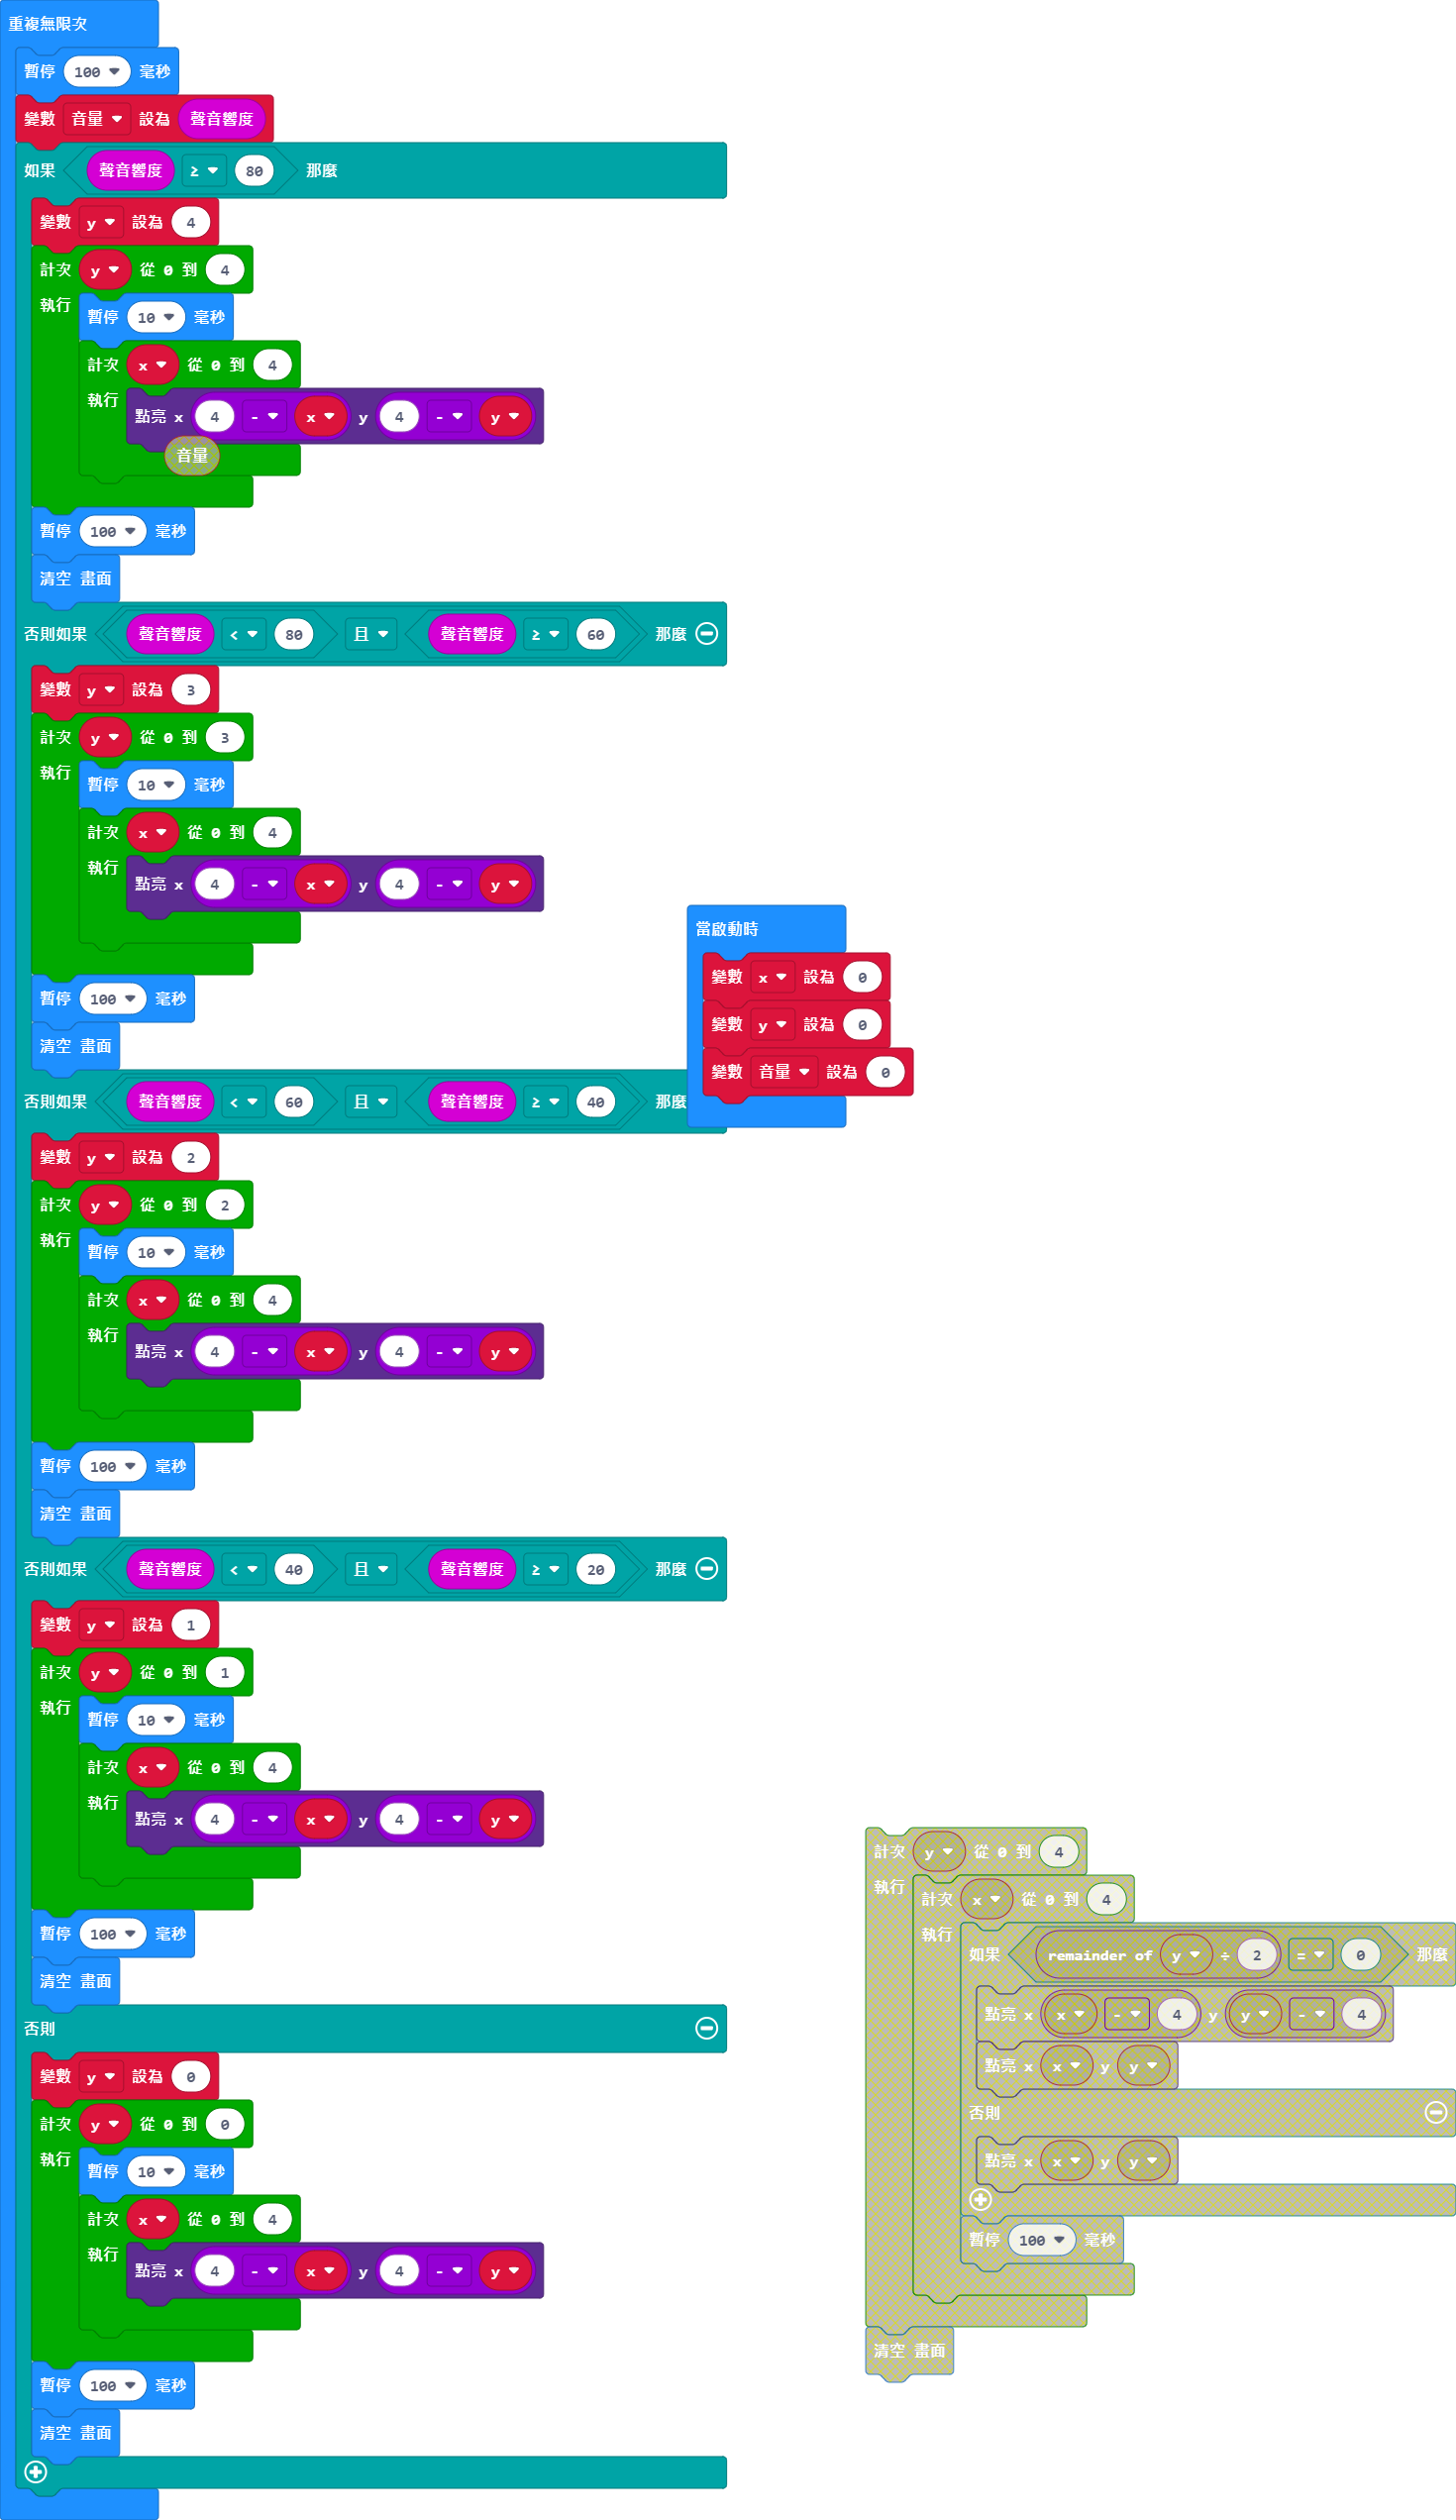 重複無限次
暫停 100 毫秒
變數 音量 設為 聲音響度
如果 聲音響度 ≥ 80 那麼
變數 y 設為 4
計次 y 從 0 到 4
執行
暫停 10 毫秒
計次 x 從 0 到 4
執行
點亮 x 4 - x y 4 - y
音量
暫停 100 毫秒
清空 畫面
否則如果 聲音響度 < 80 且 聲音響度 ≥ 60 那麼
變數 y 設為 3
計次 y 從 0 到 3
執行
暫停 10 毫秒
計次 x 從 0 到 4
執行
點亮 x 4 - x y 4 - y
暫停 100 毫秒
清空 畫面
否則如果 聲音響度 < 60 且 聲音響度 ≥ 40 那麼
變數 y 設為 2
計次 y 從 0 到 2
執行
暫停 10 毫秒
計次 x 從 0 到 4
執行
點亮 x 4 - x y 4 - y
暫停 100 毫秒
清空 畫面
否則如果 聲音響度 < 40 且 聲音響度 ≥ 20 那麼
變數 y 設為 1
計次 y 從 0 到 1
執行
暫停 10 毫秒
計次 x 從 0 到 4
執行
點亮 x 4 - x y 4 - y
暫停 100 毫秒
清空 畫面
否則
變數 y 設為 0
計次 y 從 0 到 0
執行
暫停 10 毫秒
計次 x 從 0 到 4
執行
點亮 x 4 - x y 4 - y
暫停 100 毫秒
清空 畫面
當啟動時
變數 x 設為 0
變數 y 設為 0
變數 音量 設為 0
計次 y 從 0 到 4
執行
計次 x 從 0 到 4
執行
如果 remainder of y ÷ 2 = 0 那麼
點亮 x x - 4 y y - 4
點亮 x x y y
否則
點亮 x x y y
暫停 100 毫秒
清空 畫面